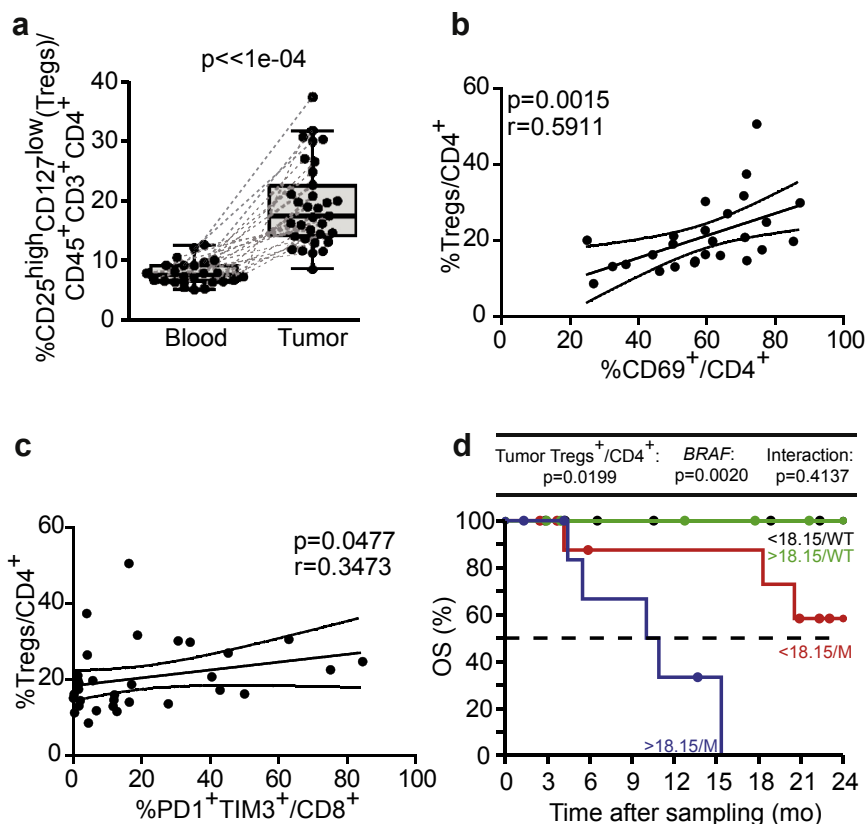 a
p<<1e-04
%CD25highCD127low(Tregs)/
CD45+CD3+CD4+
40
30
20
10
0
Blood
Tumor
b
p=0.0015
r=0.5911
%Tregs/CD4+
60
40
20
0
0
20
40
60
80
100
%CD69+/CD4+
c
p=0.0477
r=0.3473
%Tregs/CD4+
60
40
20
0
0
20
40
60
80
100
%PD1+TIM3+/CD8+
d
Tumor Tregs+/CD4+: BRAF: Interaction:
p=0.0199 p=0.0020 p=0.4137
OS (%)
100
80
60
40
20
0
<18.15/WT
>18.15/WT
<18.15/M
>18.15/M
0 3 6 9 12 15 18 21 24
Time after sampling (mo)